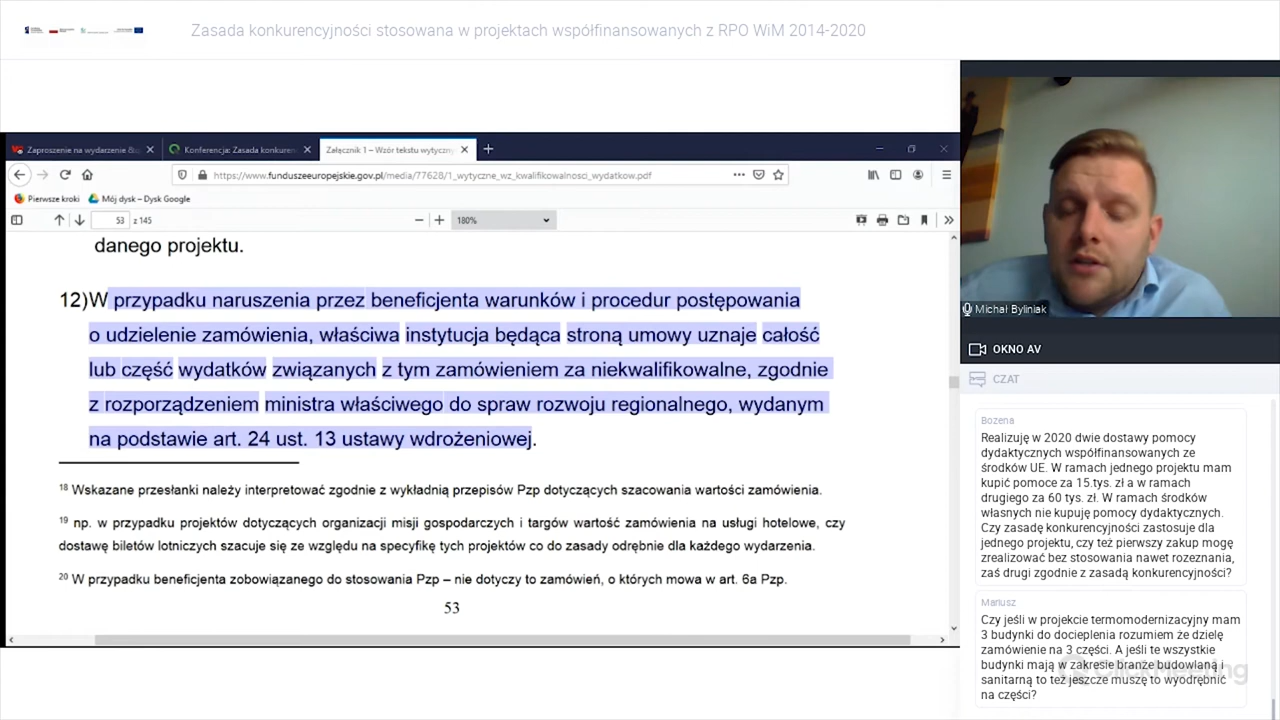 Zasada konkurencyjności stosowana w projektach współfinansowanych z RPO WiM 2014-2020
Zaproszenie na wydarzenie &bd
Konferencja: Zasada konkuren
Załącznik 1 – Wzór tekstu wytyczn
https://www.funduszeeuropejskie.gov.pl/media/77628/1_wytyczne_wz_kwalifikowalnosci_wydatkow.pdf
Pierwsze kroki
Mój dysk – Dysk Google
53
z 145
180%
danego projektu.
12)W przypadku naruszenia przez beneficjenta warunków i procedur postępowania
o udzielenie zamówienia, właściwa instytucja będąca stroną umowy uznaje całość
lub część wydatków związanych z tym zamówieniem za niekwalifikowalne, zgodnie
z rozporządzeniem ministra właściwego do spraw rozwoju regionalnego, wydanym
na podstawie art. 24 ust. 13 ustawy wdrożeniowej.
18 Wskazane przesłanki należy interpretować zgodnie z wykładnią przepisów Pzp dotyczących szacowania wartości zamówienia.
19 np. w przypadku projektów dotyczących organizacji misji gospodarczych i targów wartość zamówienia na usługi hotelowe, czy
dostawę biletów lotniczych szacuje się ze względu na specyfikę tych projektów co do zasady odrębnie dla każdego wydarzenia.
20 W przypadku beneficjenta zobowiązanego do stosowania Pzp – nie dotyczy to zamówień, o których mowa w art. 6a Pzp.
53
Michał Byliniak
OKNO AV
CZAT
Bozena
Realizuję w 2020 dwie dostawy pomocy
dydaktycznych współfinansowanych ze
środków UE. W ramach jednego projektu mam
kupić pomoce za 15.tys. zł a w ramach
drugiego za 60 tys. zł. W ramach środków
własnych nie kupuję pomocy dydaktycznych.
Czy zasadę konkurencyjności zastosuje dla
jednego projektu, czy też pierwszy zakup mogę
zrealizować bez stosowania nawet rozeznania,
zaś drugi zgodnie z zasadą konkurencyjności?
Mariusz
Czy jeśli w projekcie termomodernizacyjny mam
3 budynki do docieplenia rozumiem że dzielę
zamówienie na 3 części. A jeśli te wszystkie
budynki mają w zakresie branże budowlaną i
sanitarną to też jeszcze muszę to wyodrębnić
na części?
ClickMeeting